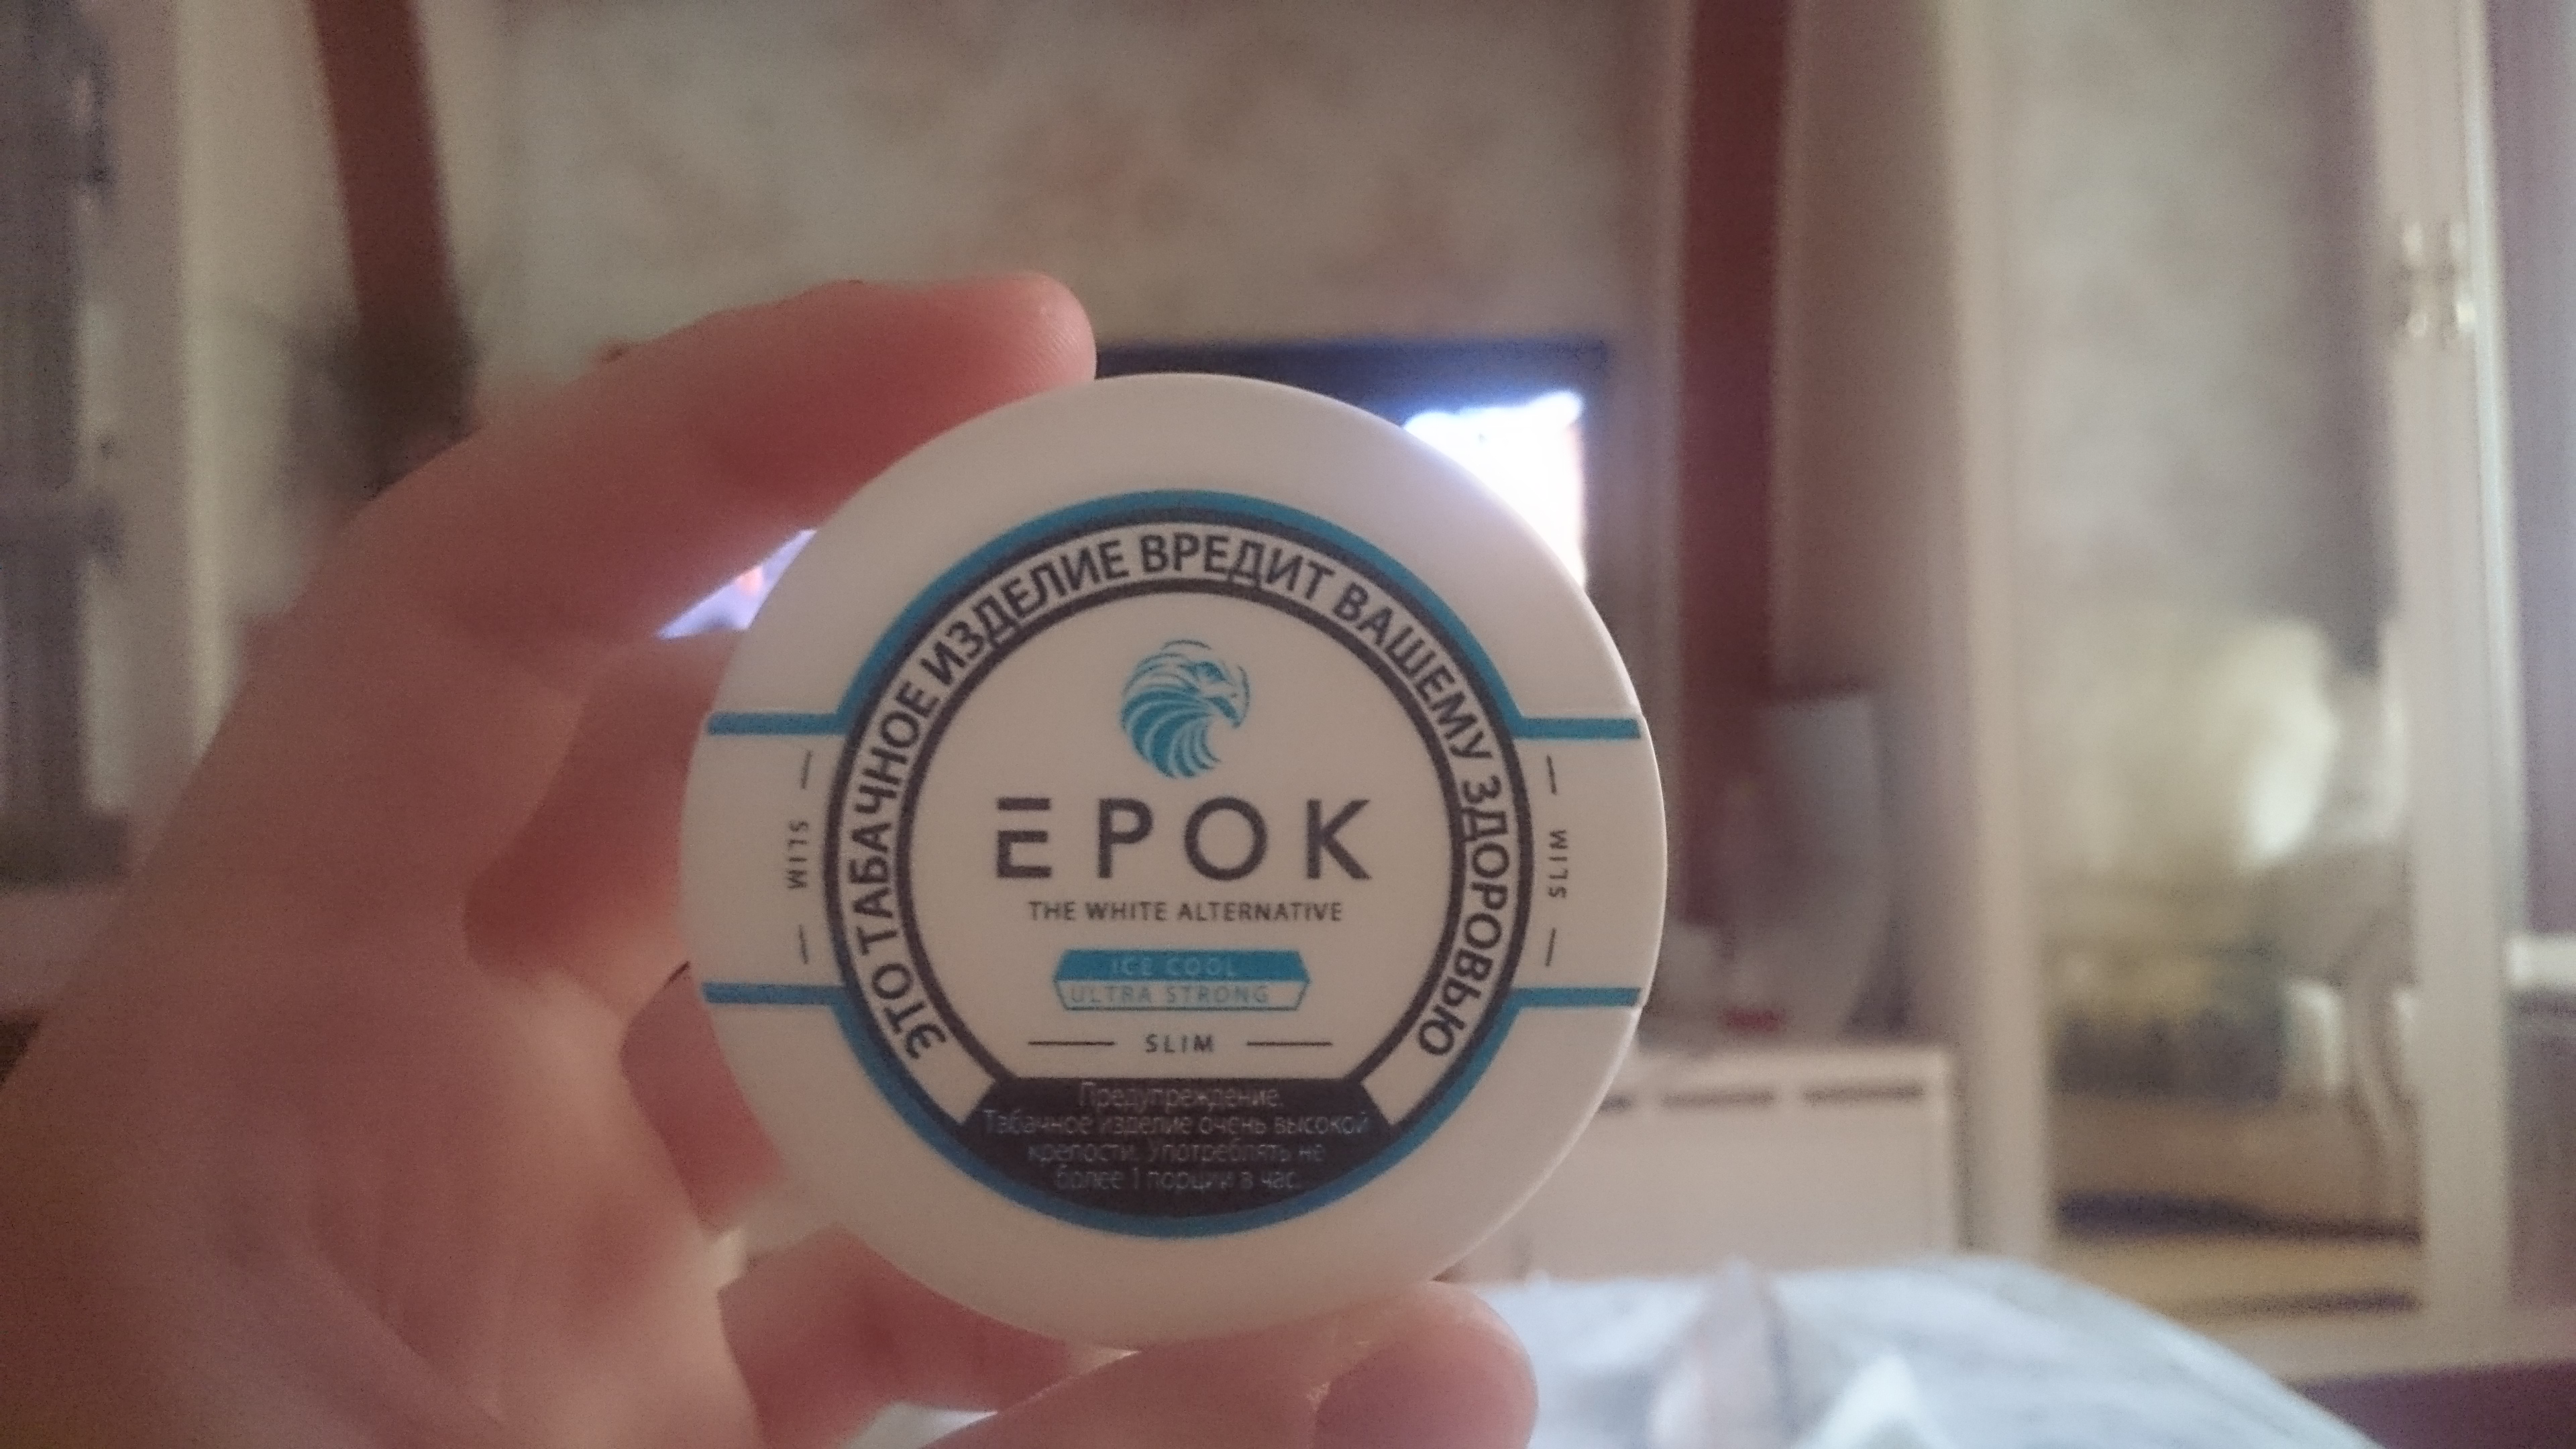 ЭТО ТАБАЧНОЕ ИЗДЕЛИЕ ВРЕДИТ ВАШЕМУ ЗДОРОВЬЮ
SLIM
EPOK
THE WHITE ALTERNATIVE
ICE COOL
ULTRA STRONG
SLIM
SLIM
Предупреждение.
Табачное изделие очень высокой
крепости. Употреблять не
более 1 порции в час.